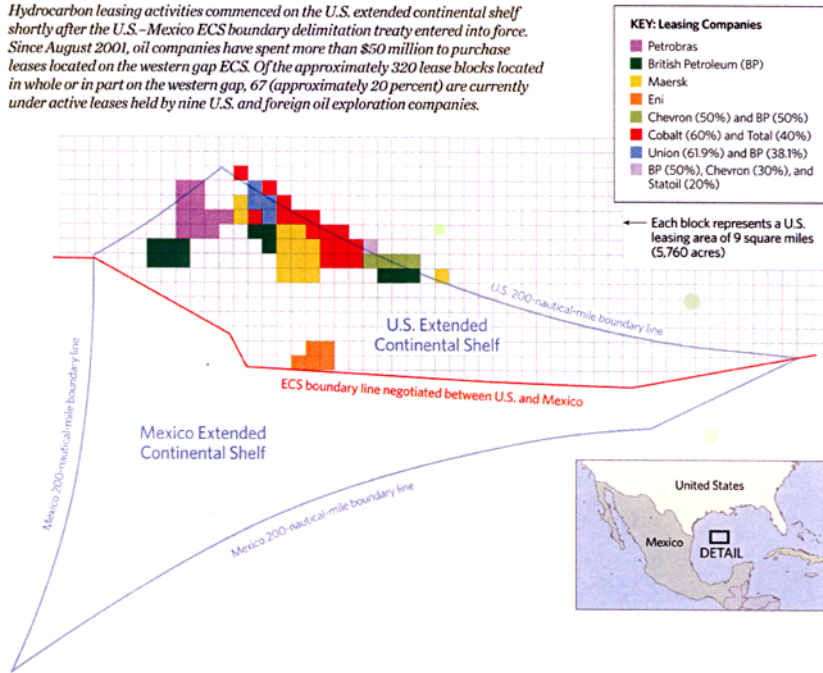 Hydrocarbon leasing activities commenced on the U.S. extended continental shelf
shortly after the U.S.–Mexico ECS boundary delimitation treaty entered into force.
Since August 2001, oil companies have spent more than $50 million to purchase
leases located on the western gap ECS. Of the approximately 320 lease blocks located
in whole or in part on the western gap, 67 (approximately 20 percent) are currently
under active leases held by nine U.S. and foreign oil exploration companies.
KEY: Leasing Companies
Petrobras
British Petroleum (BP)
Maersk
Eni
Chevron (50%) and BP (50%)
Cobalt (60%) and Total (40%)
Union (61.9%) and BP (38.1%)
BP (50%), Chevron (30%), and
Statoil (20%)
Each block represents a U.S.
leasing area of 9 square miles
(5,760 acres)
U.S. 200-nautical-mile boundary line
U.S. Extended
Continental Shelf
ECS boundary line negotiated between U.S. and Mexico
Mexico Extended
Continental Shelf
Mexico 200-nautical-mile boundary line
Mexico 200-nautical-mile boundary line
United States
Mexico
DETAIL